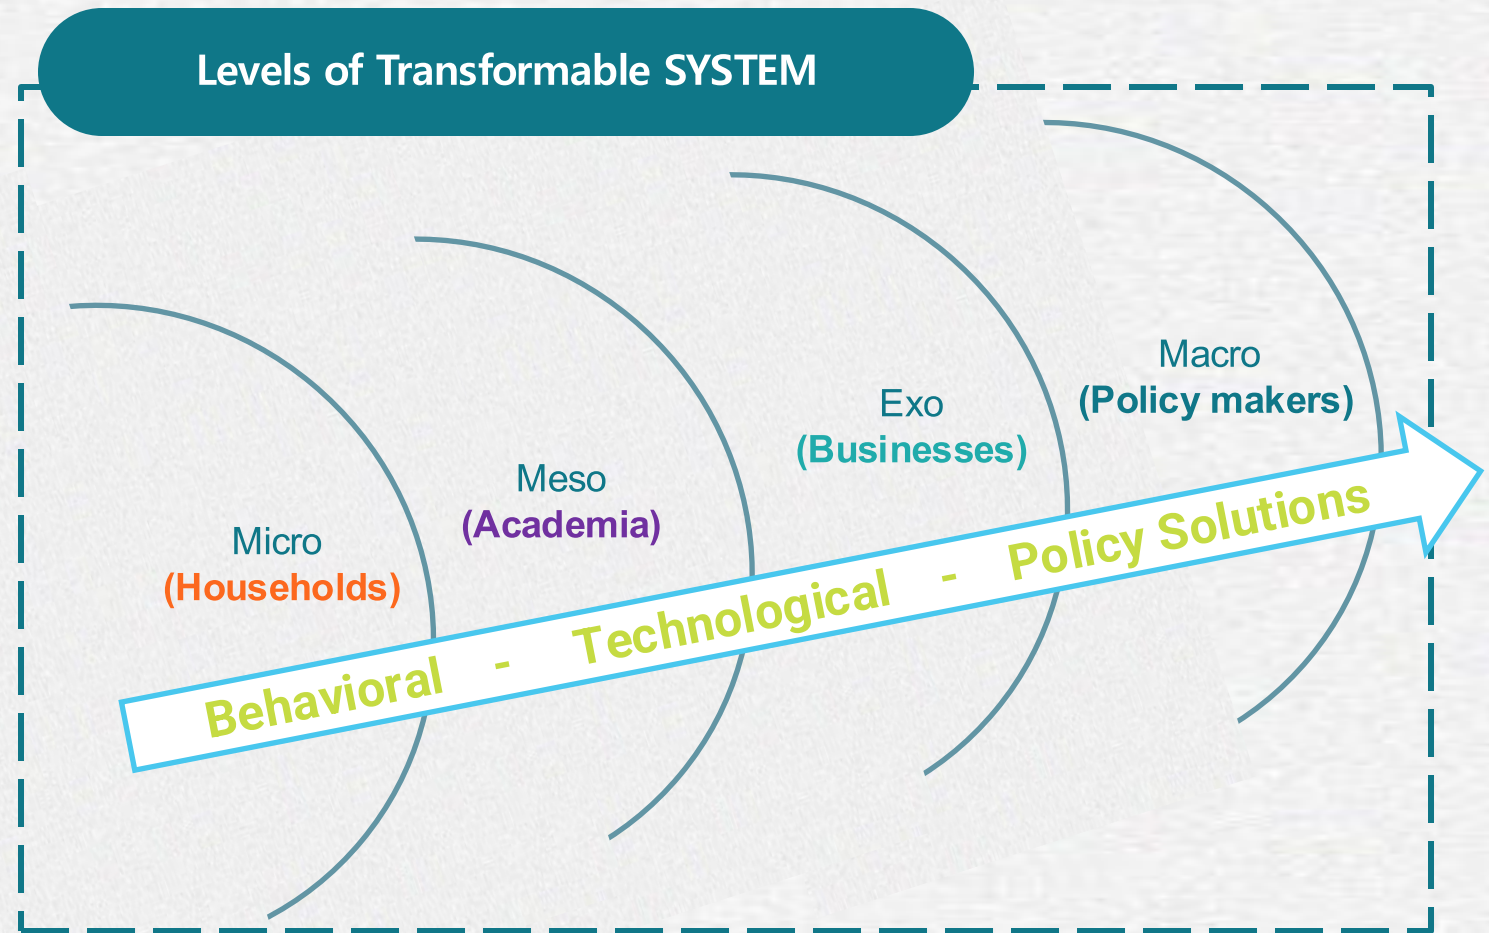 Levels of Transformable SYSTEM
Micro
(Households)
Meso
(Academia)
Exo
(Businesses)
Macro
(Policy makers)
Behavioral - Technological - Policy Solutions